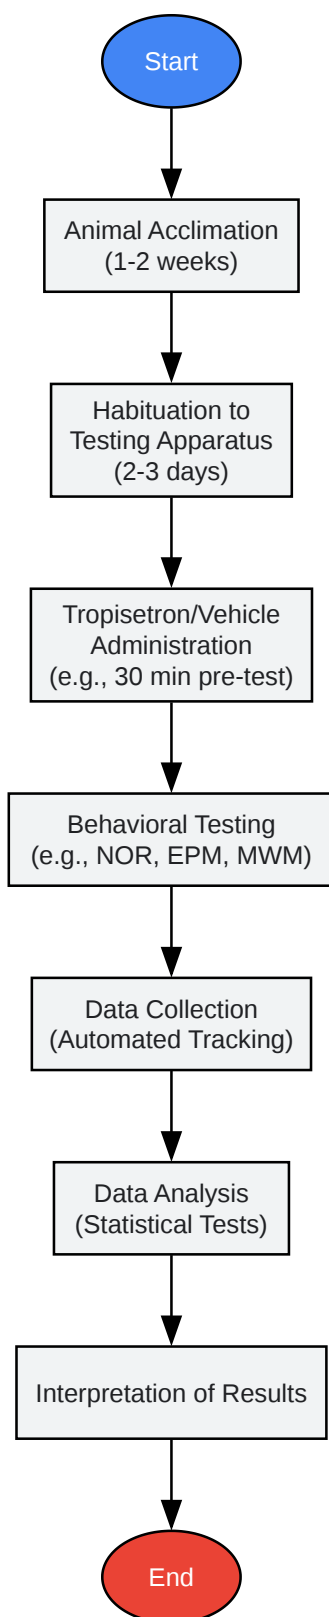 Start
Animal Acclimation
(1-2 weeks)
Habituation to
Testing Apparatus
(2-3 days)
Tropisetron/Vehicle
Administration
(e.g., 30 min pre-test)
Behavioral Testing
(e.g., NOR, EPM, MWM)
Data Collection
(Automated Tracking)
Data Analysis
(Statistical Tests)
Interpretation of Results
End